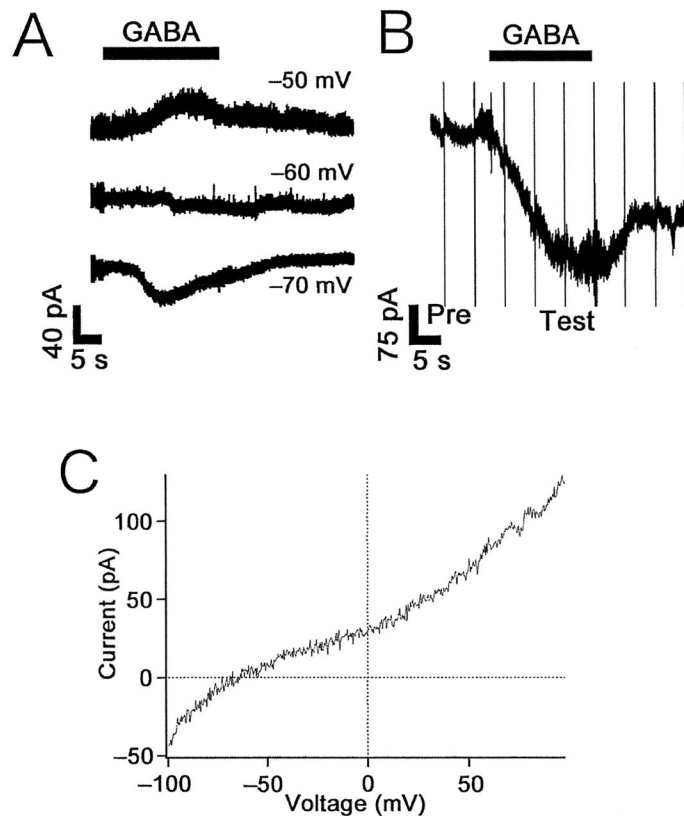 A
GABA
–50 mV
–60 mV
–70 mV
40 pA
5 s
B
GABA
Pre
Test
75 pA
5 s
C
Current (pA)
100
50
0
–50
–100
–50
0
50
Voltage (mV)